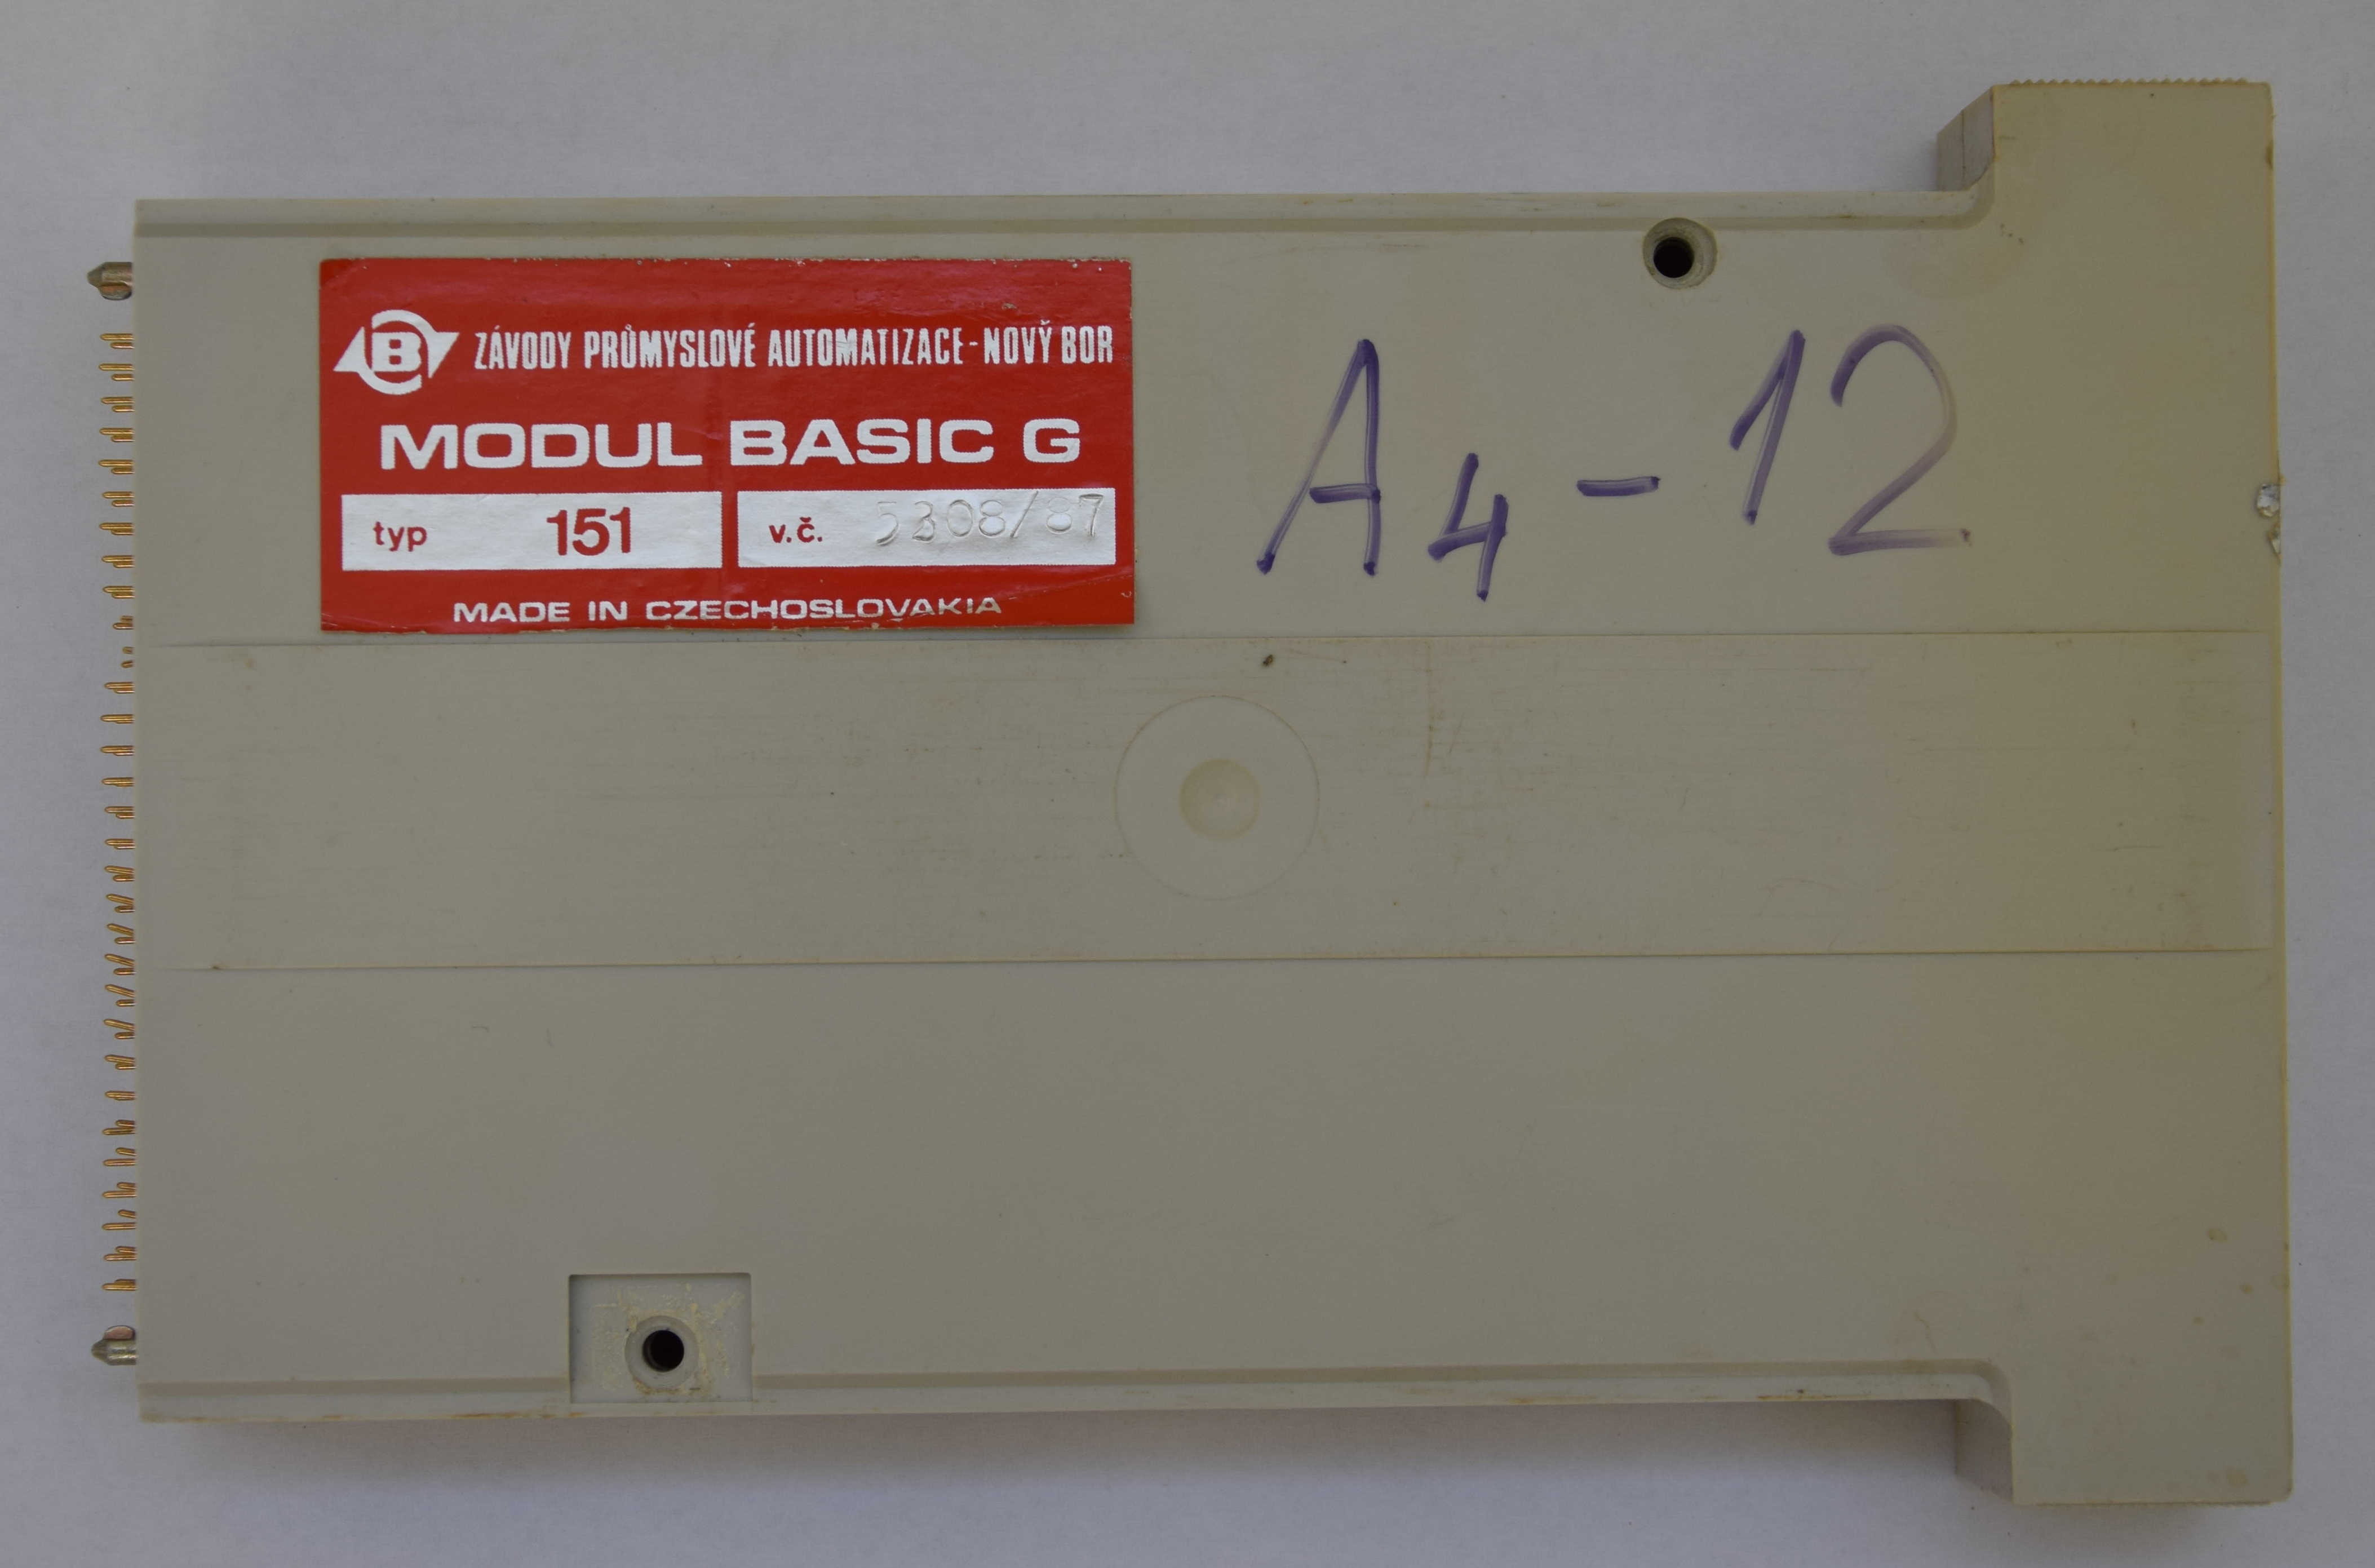 B ZÁVODY PRŮMYSLOVÉ AUTOMATIZACE - NOVÝ BOR
MODUL BASIC G
typ 151 v.č. 5308/87
MADE IN CZECHOSLOVAKIA
A4-12